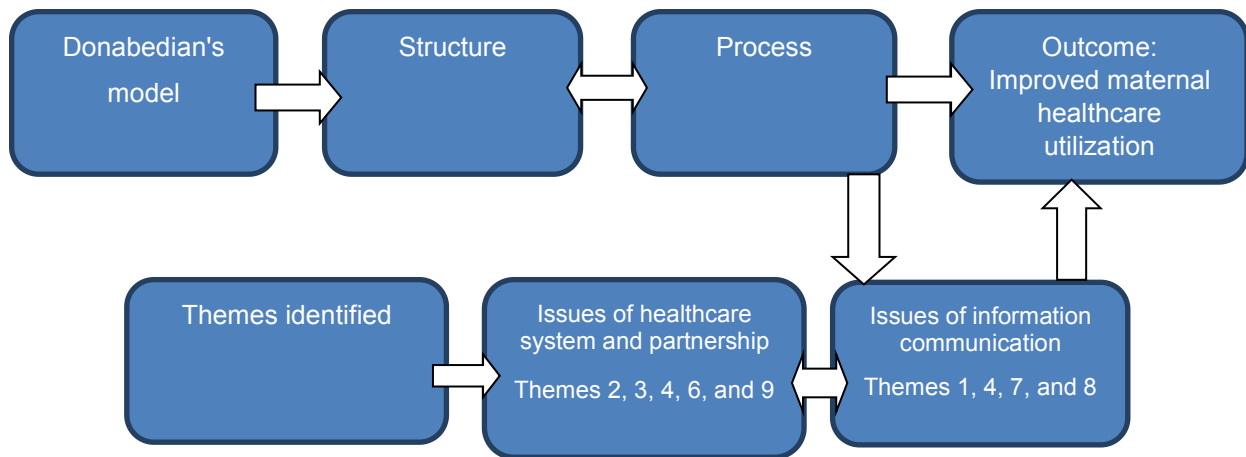 Donabedian's
model
Structure
Process
Outcome:
Improved maternal
healthcare
utilization
Themes identified
Issues of healthcare
system and partnership
Themes 2, 3, 4, 6, and 9
Issues of information
communication
Themes 1, 4, 7, and 8